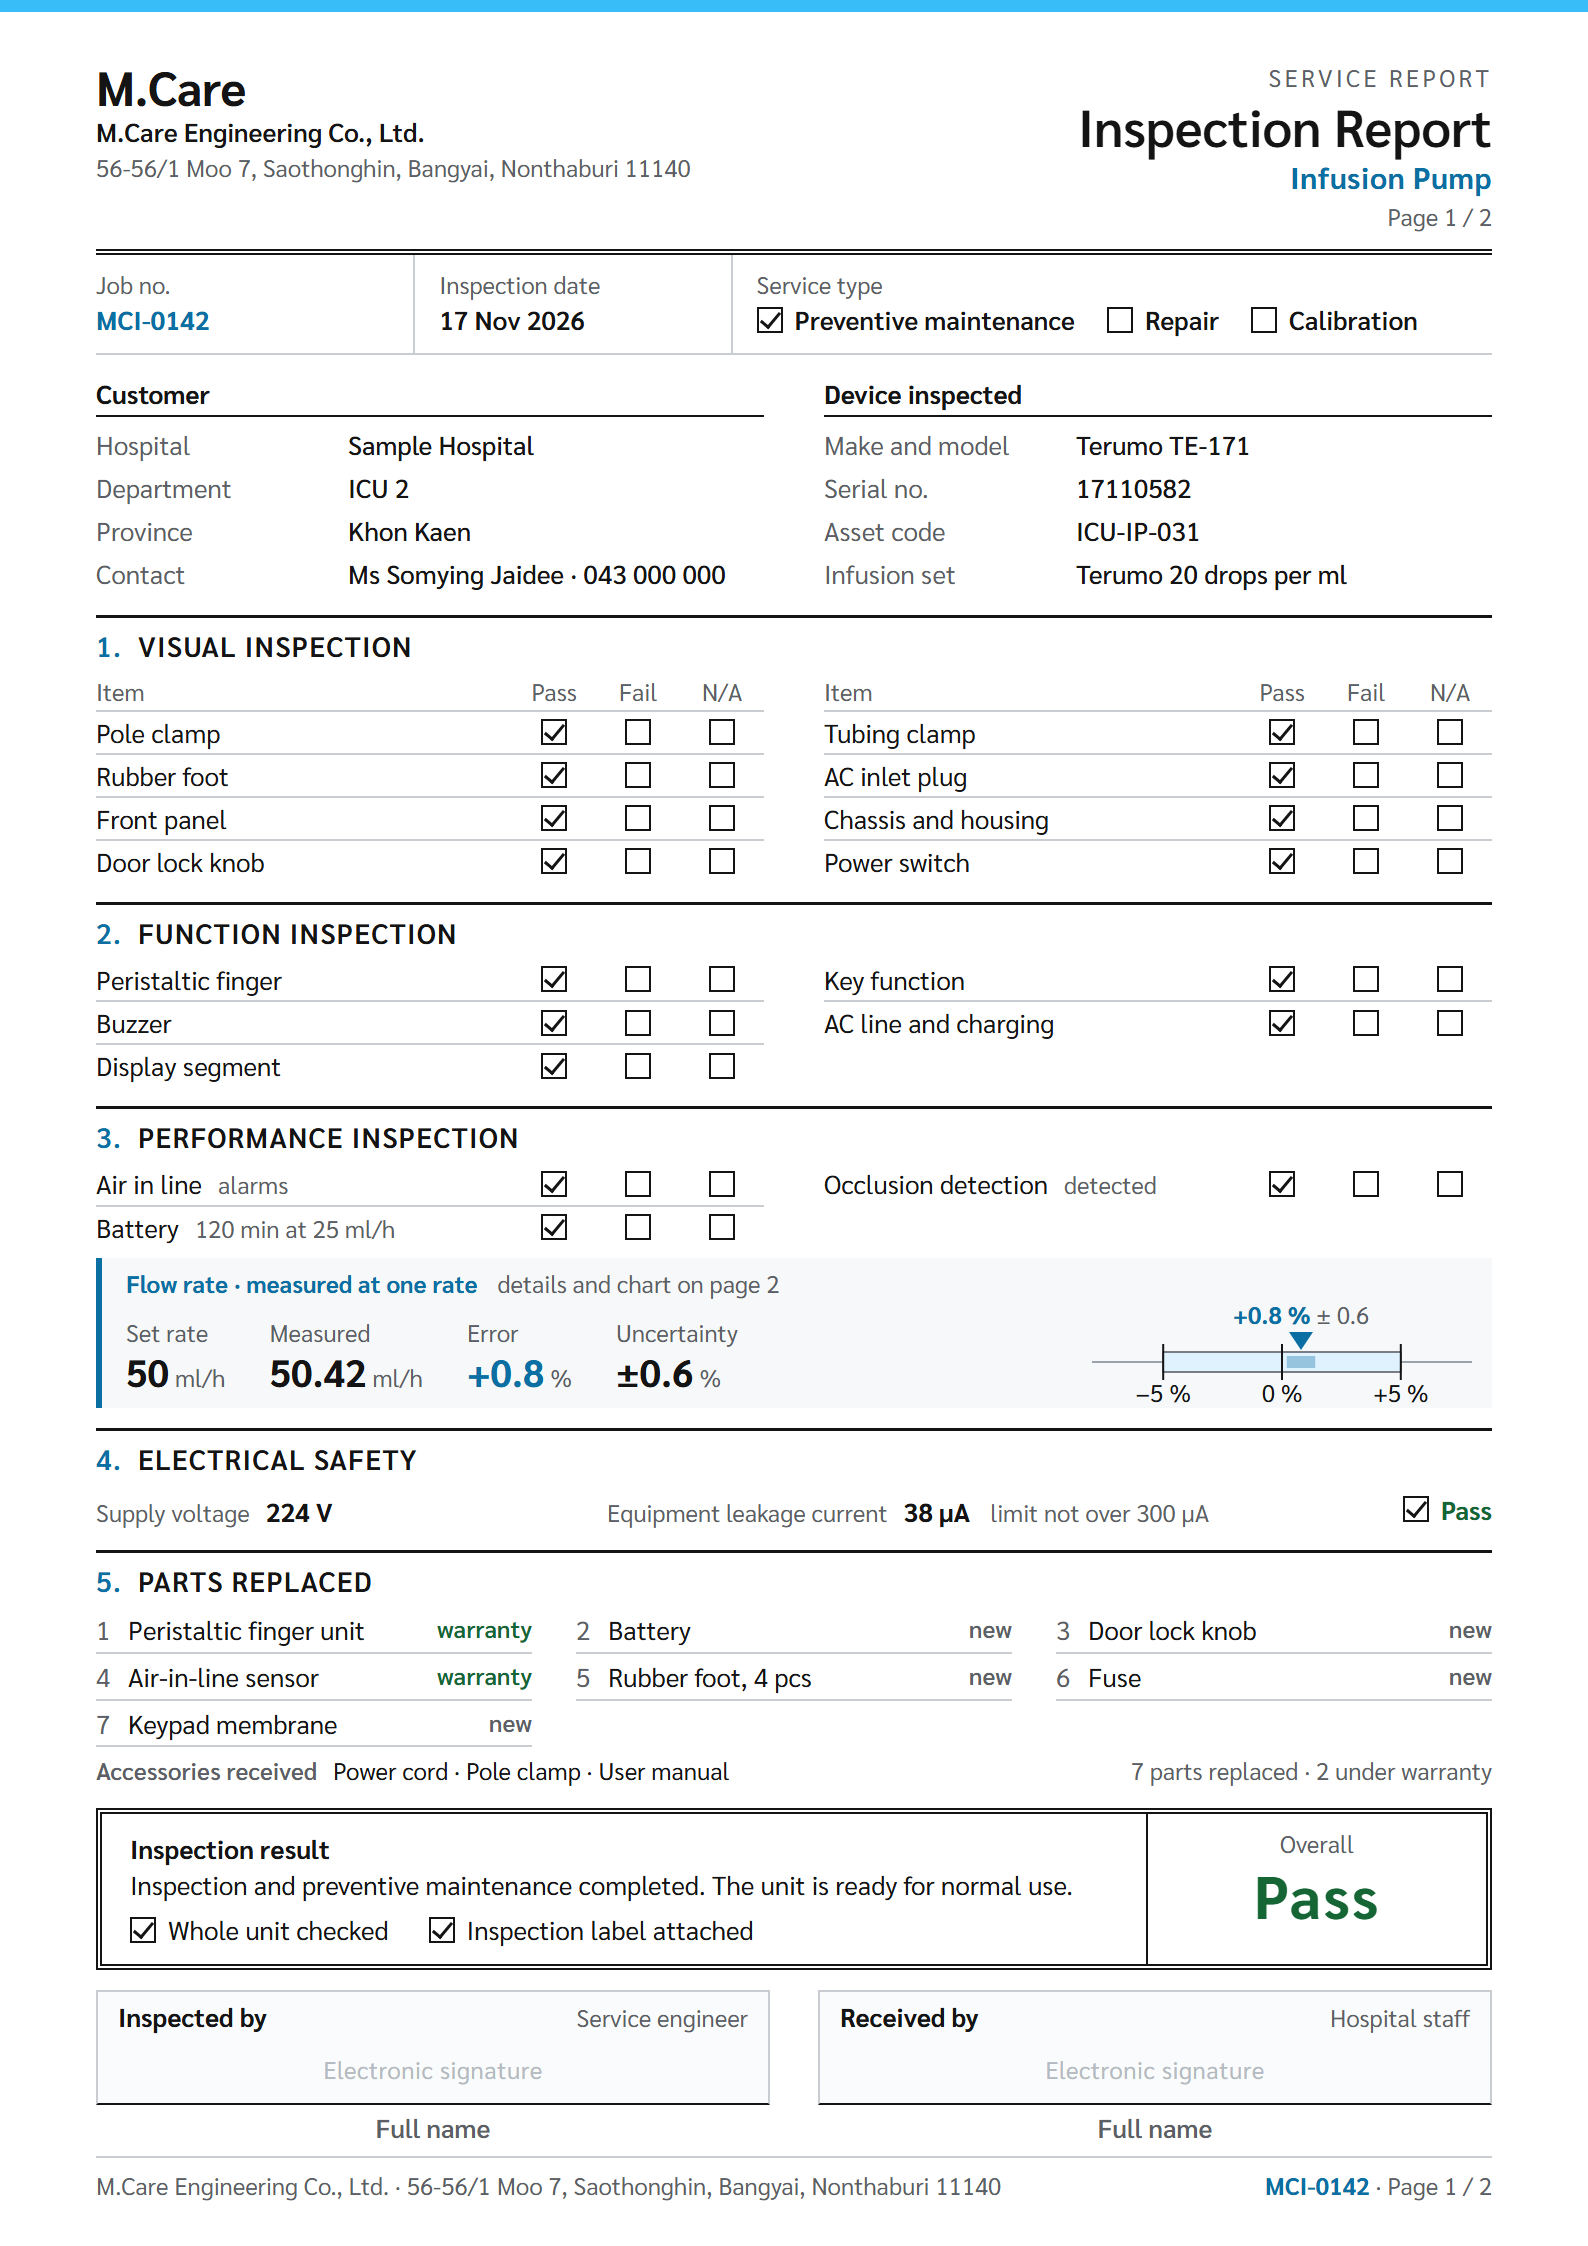 M.Care
M.Care Engineering Co., Ltd.
56-56/1 Moo 7, Saothonghin, Bangyai, Nonthaburi 11140
SERVICE REPORT
Inspection Report
Infusion Pump
Page 1 / 2
Job no.
MCI-0142
Inspection date
17 Nov 2026
Service type
Preventive maintenance Repair Calibration
Customer
Hospital Sample Hospital
Department ICU 2
Province Khon Kaen
Contact Ms Somying Jaidee · 043 000 000
Device inspected
Make and model Terumo TE-171
Serial no. 17110582
Asset code ICU-IP-031
Infusion set Terumo 20 drops per ml
1. VISUAL INSPECTION
Item Pass Fail N/A
Pole clamp
Rubber foot
Front panel
Door lock knob
Item Pass Fail N/A
Tubing clamp
AC inlet plug
Chassis and housing
Power switch
2. FUNCTION INSPECTION
Peristaltic finger
Buzzer
Display segment
Key function
AC line and charging
3. PERFORMANCE INSPECTION
Air in line alarms
Battery 120 min at 25 ml/h
Occlusion detection detected
Flow rate · measured at one rate details and chart on page 2
Set rate Measured Error Uncertainty
50 ml/h 50.42 ml/h +0.8 % ±0.6 %
+0.8 % ± 0.6
−5 % 0 % +5 %
4. ELECTRICAL SAFETY
Supply voltage 224 V Equipment leakage current 38 µA limit not over 300 µA Pass
5. PARTS REPLACED
1 Peristaltic finger unit warranty 2 Battery new 3 Door lock knob new
4 Air-in-line sensor warranty 5 Rubber foot, 4 pcs new 6 Fuse new
7 Keypad membrane new
Accessories received Power cord · Pole clamp · User manual 7 parts replaced · 2 under warranty
Inspection result
Inspection and preventive maintenance completed. The unit is ready for normal use.
Whole unit checked Inspection label attached
Overall
Pass
Inspected by Service engineer
Electronic signature
Full name
Received by Hospital staff
Electronic signature
Full name
M.Care Engineering Co., Ltd. · 56-56/1 Moo 7, Saothonghin, Bangyai, Nonthaburi 11140 MCI-0142 · Page 1 / 2